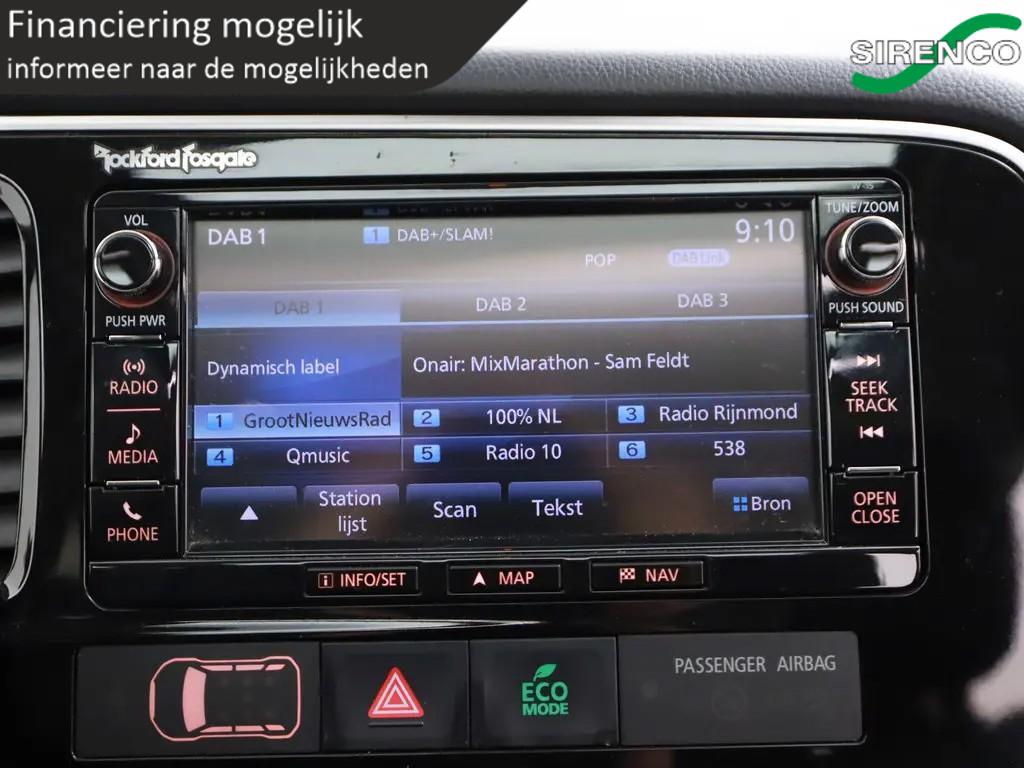 Financiering mogelijk
informeer naar de mogelijkheden
SIRENCO
Rockford Fosgate
W-15
VOL
PUSH PWR
RADIO
MEDIA
PHONE
DAB 1
1 DAB+/SLAM!
9:10
POP
DAB Link
DAB 1
DAB 2
DAB 3
Dynamisch label
Onair: MixMarathon - Sam Feldt
1 GrootNieuwsRad
2 100% NL
3 Radio Rijnmond
4 Qmusic
5 Radio 10
6 538
Station
lijst
Scan
Tekst
Bron
TUNE/ZOOM
PUSH SOUND
SEEK
TRACK
OPEN
CLOSE
i INFO/SET
MAP
NAV
ECO
MODE
PASSENGER AIRBAG